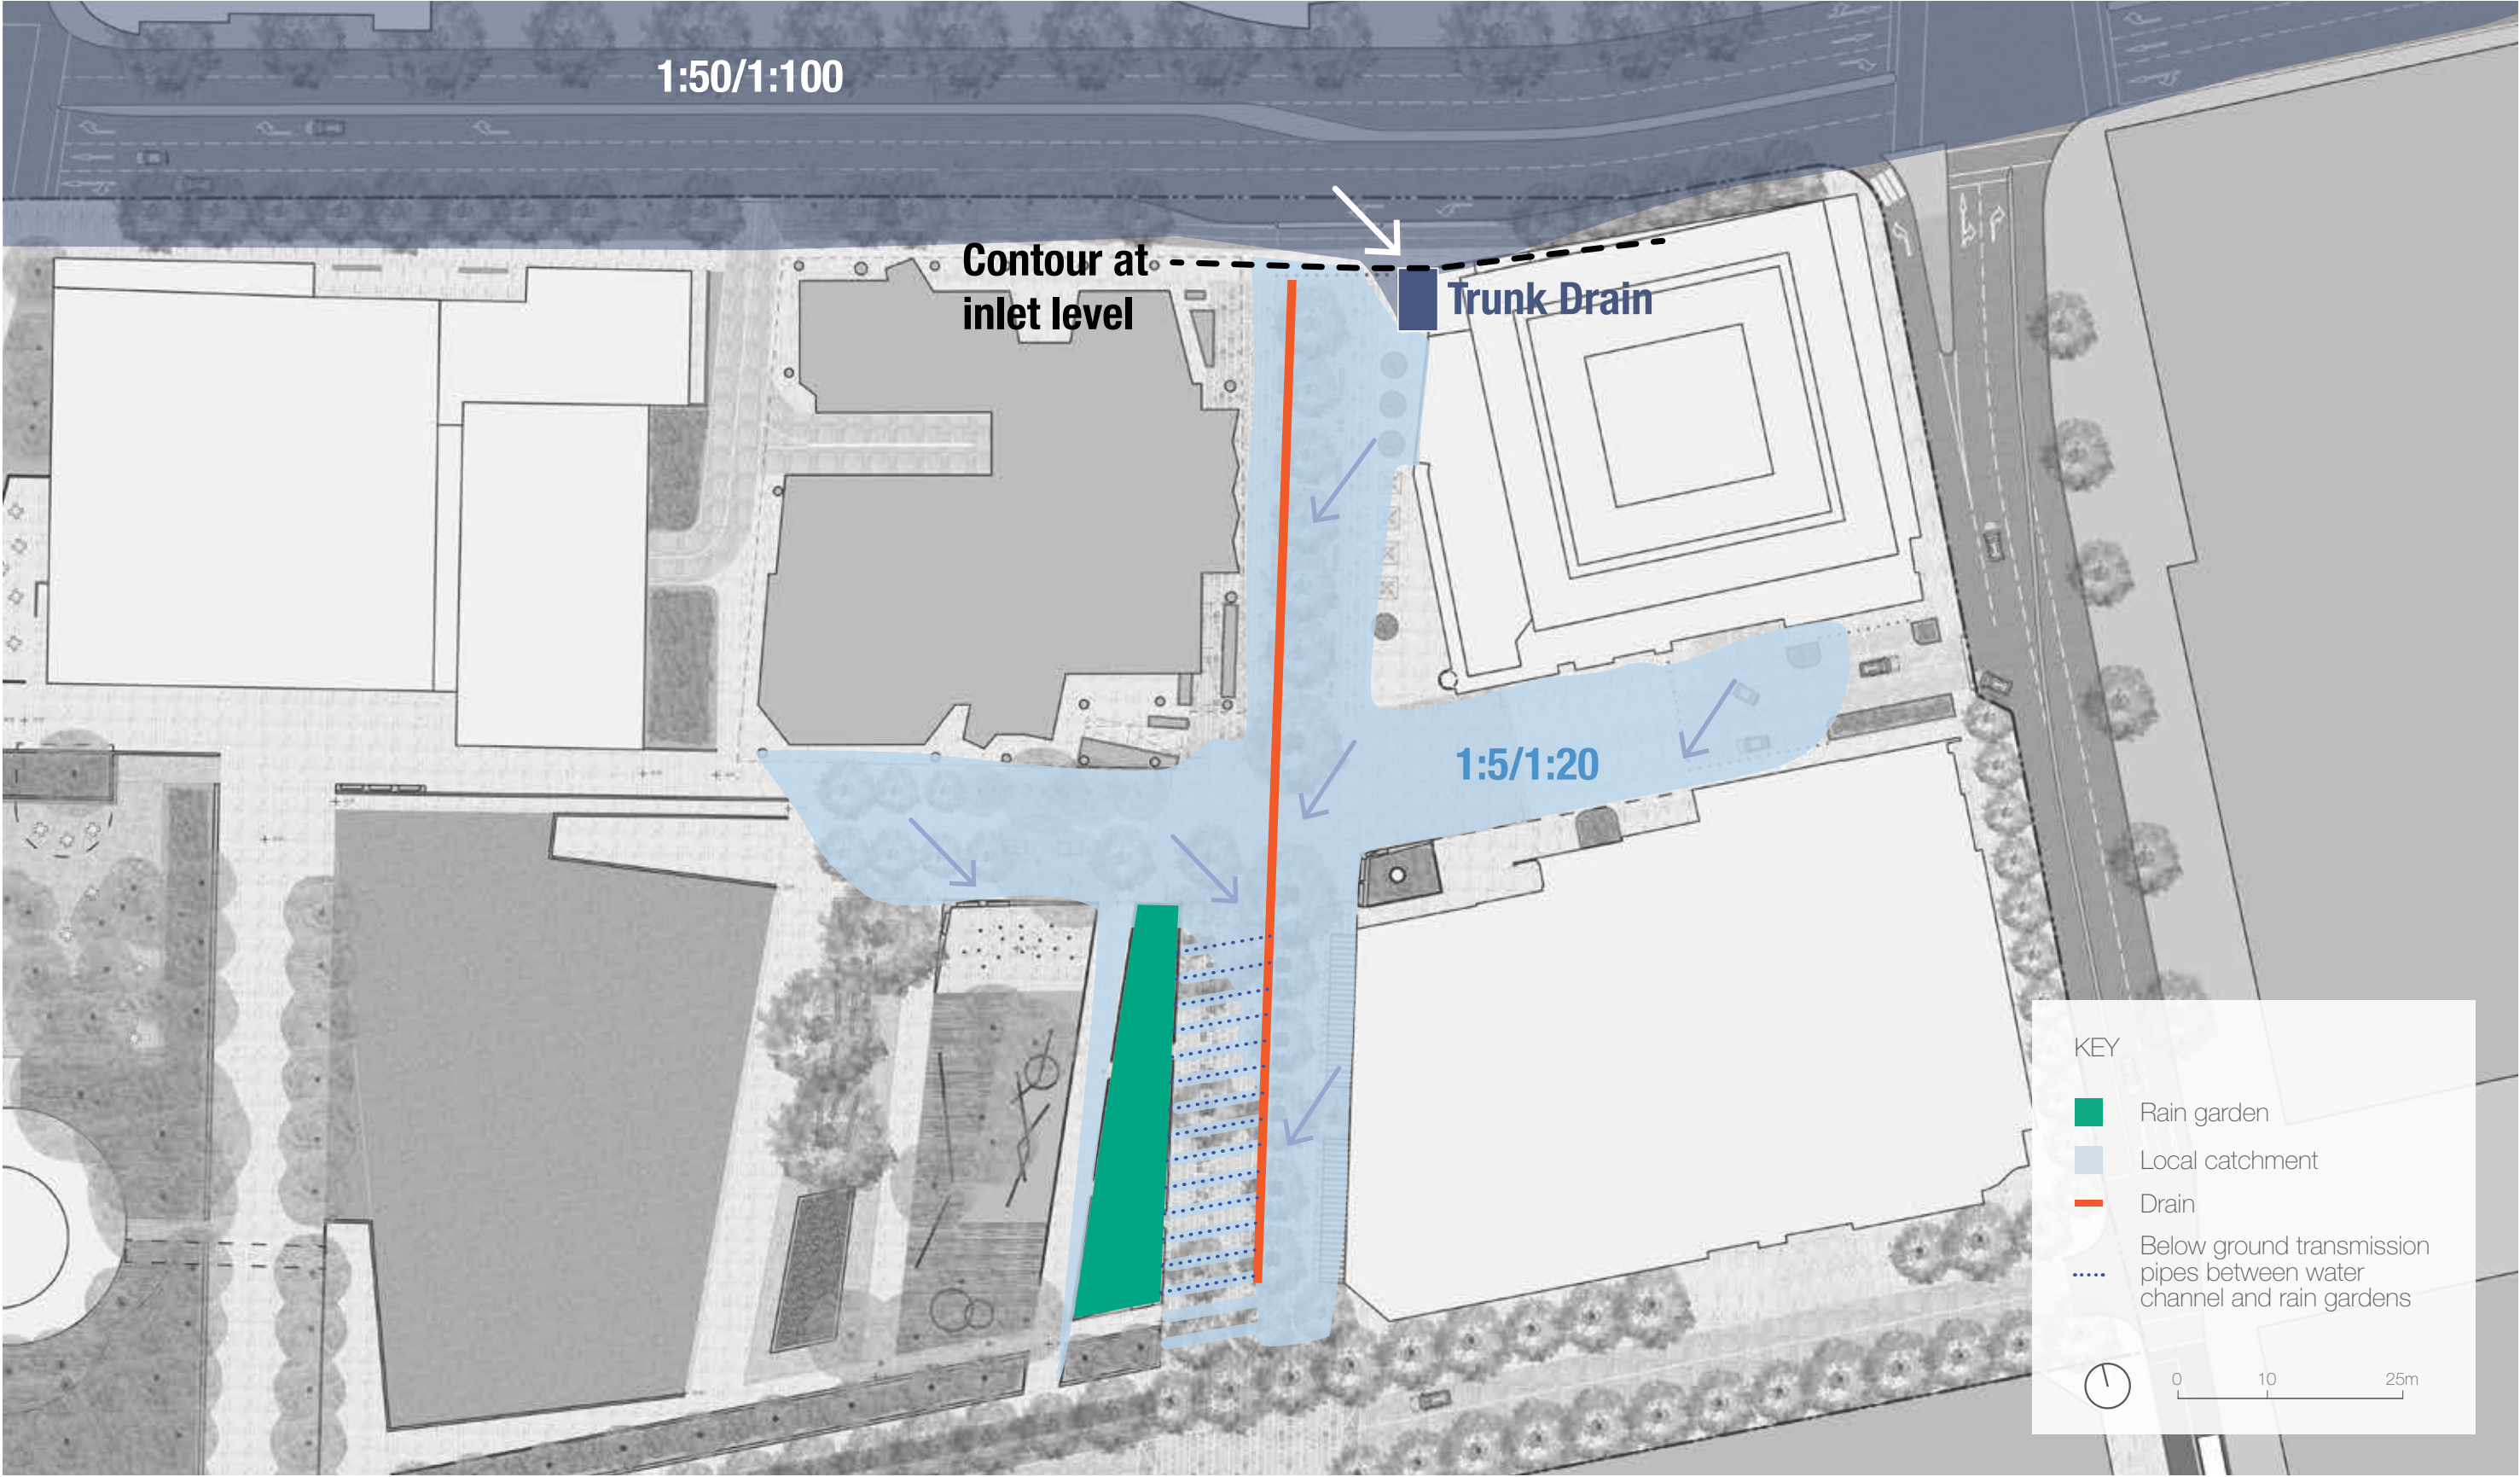 1:50/1:100
Contour at
inlet level
Trunk Drain
1:5/1:20
KEY
Rain garden
Local catchment
Drain
Below ground transmission
pipes between water
channel and rain gardens
0 10 25m